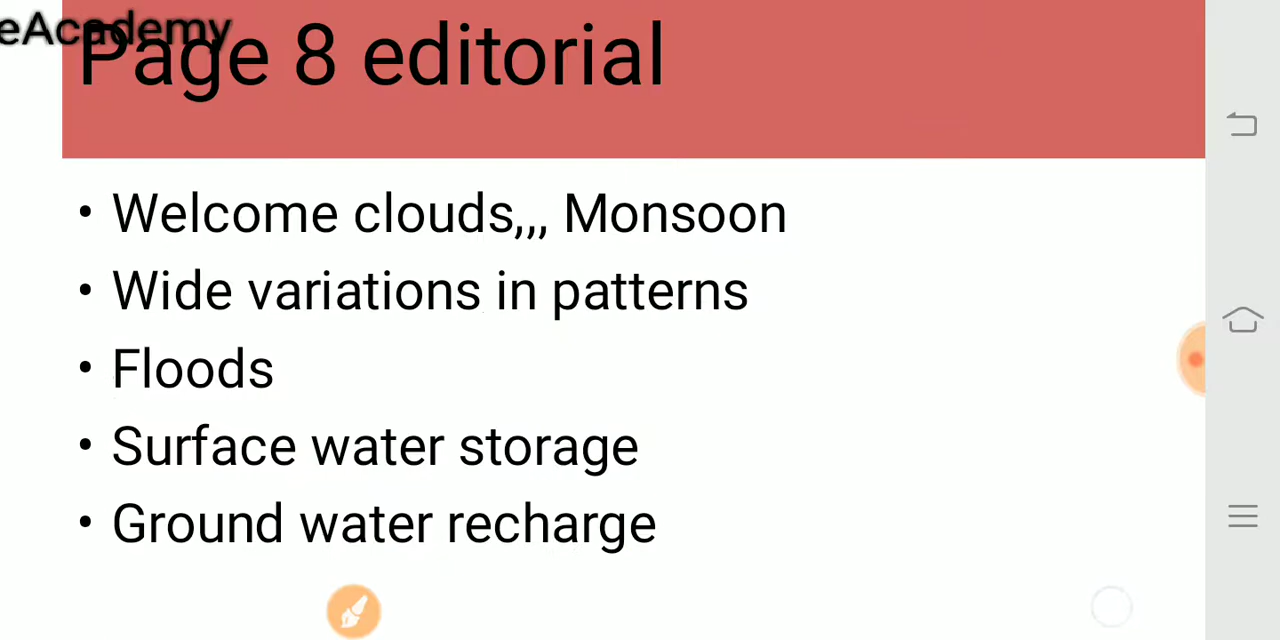 eAcademy
Page 8 editorial
• Welcome clouds,,, Monsoon
• Wide variations in patterns
• Floods
• Surface water storage
• Ground water recharge